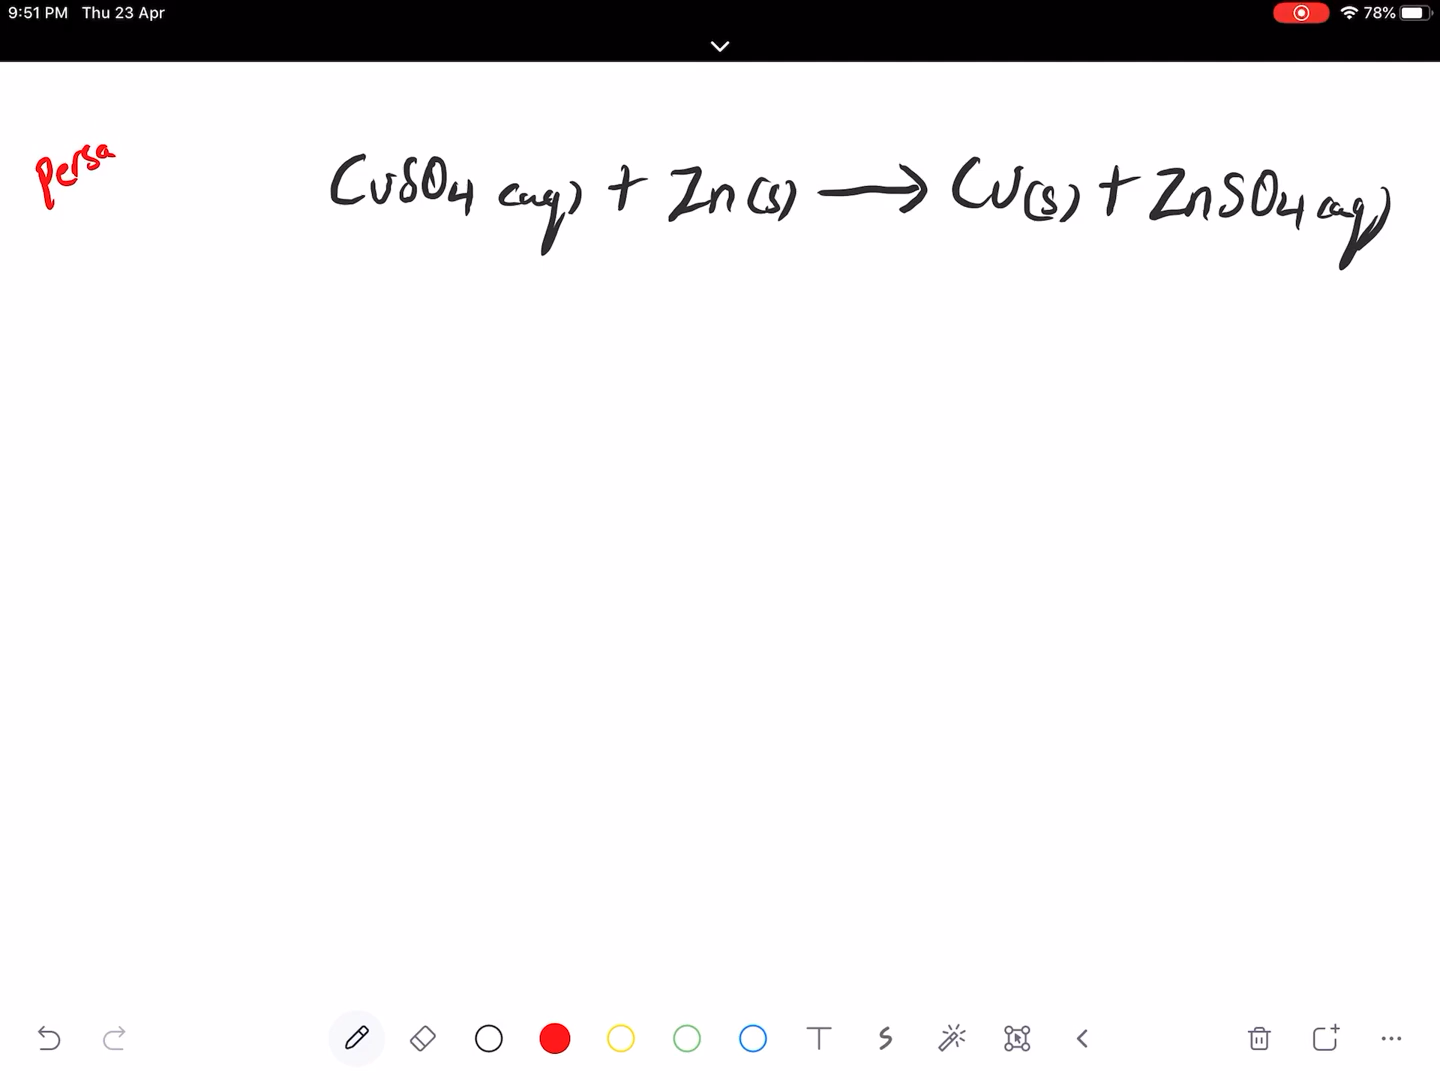 9:51 PM Thu 23 Apr 78%
Persa CuSO4 (aq) + Zn (s) → Cu (s) + ZnSO4 (aq)